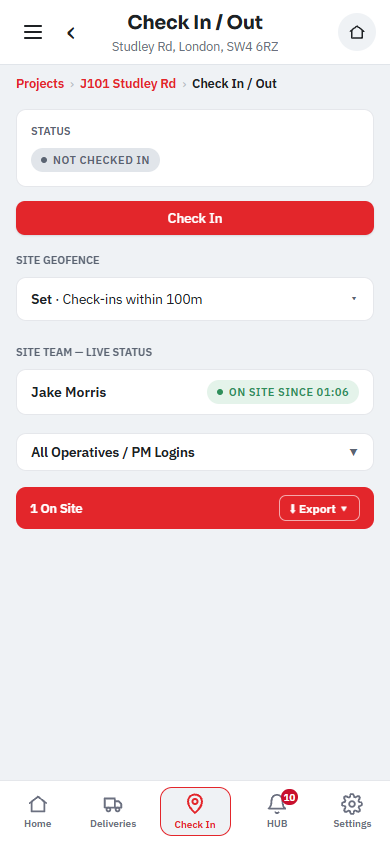 Check In / Out
Studley Rd, London, SW4 6RZ
Projects › J101 Studley Rd › Check In / Out
STATUS
NOT CHECKED IN
Check In
SITE GEOFENCE
Set · Check-ins within 100m
SITE TEAM — LIVE STATUS
Jake Morris
ON SITE SINCE 01:06
All Operatives / PM Logins
1 On Site
⬇ Export ▼
10
Home
Deliveries
Check In
HUB
Settings